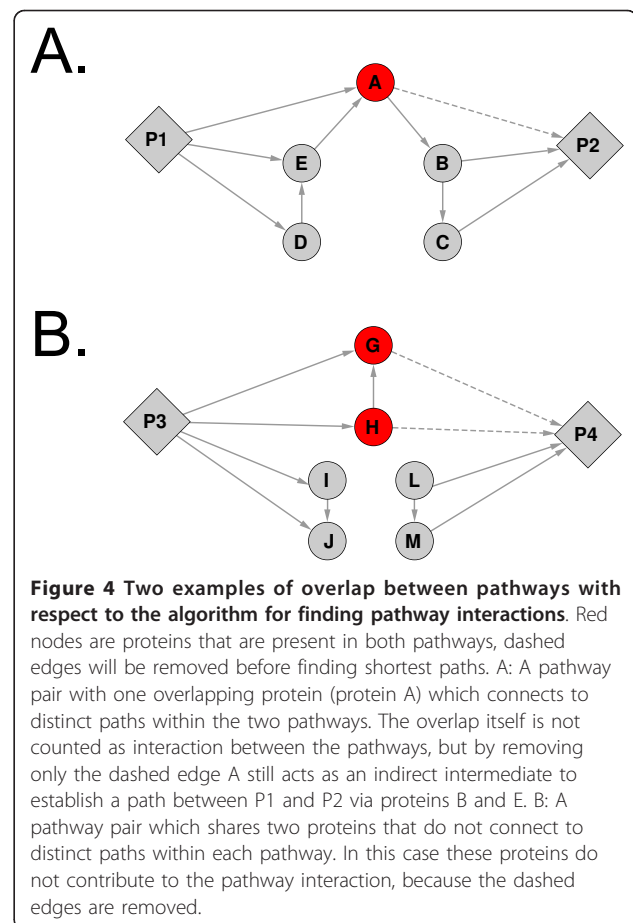 A.
A
P1
P2
E
B
D
C
B.
G
P3
H
P4
I
L
J
M
Figure 4 Two examples of overlap between pathways with
respect to the algorithm for finding pathway interactions. Red
nodes are proteins that are present in both pathways, dashed
edges will be removed before finding shortest paths. A: A pathway
pair with one overlapping protein (protein A) which connects to
distinct paths within the two pathways. The overlap itself is not
counted as interaction between the pathways, but by removing
only the dashed edge A still acts as an indirect intermediate to
establish a path between P1 and P2 via proteins B and E. B: A
pathway pair which shares two proteins that do not connect to
distinct paths within each pathway. In this case these proteins do
not contribute to the pathway interaction, because the dashed
edges are removed.